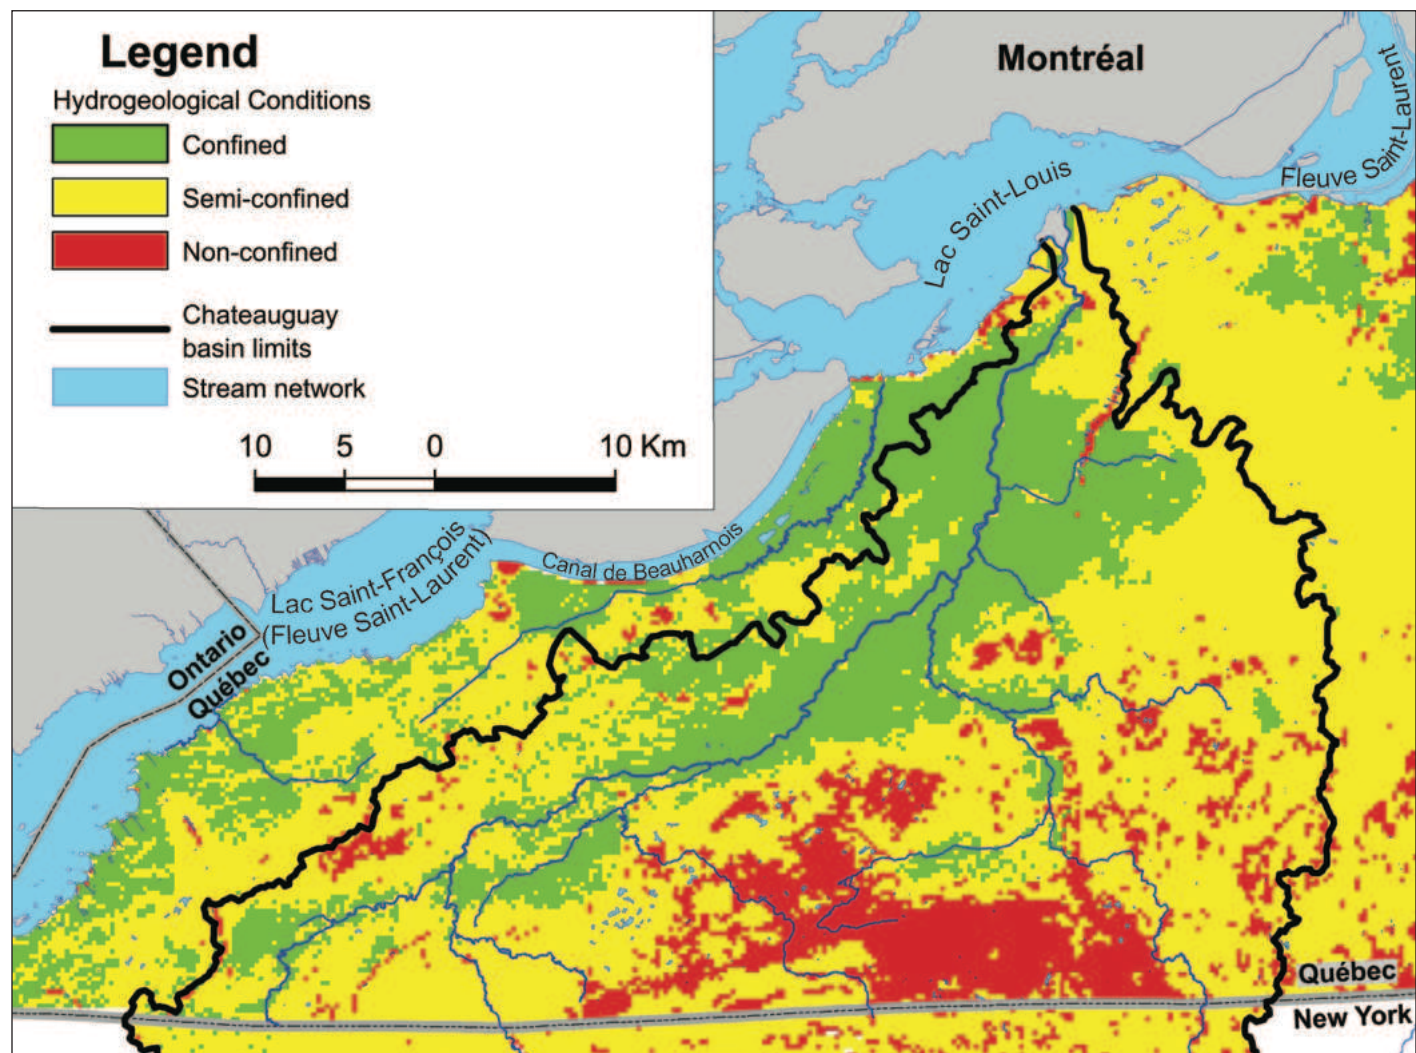 Legend
Hydrogeological Conditions
Confined
Semi-confined
Non-confined
Chateauguay
basin limits
Stream network
10 5 0 10 Km
Montréal
Fleuve Saint-Laurent
Lac Saint-Louis
Canal de Beauharnois
Lac Saint-François
(Fleuve Saint-Laurent)
Ontario
Québec
Québec
New York